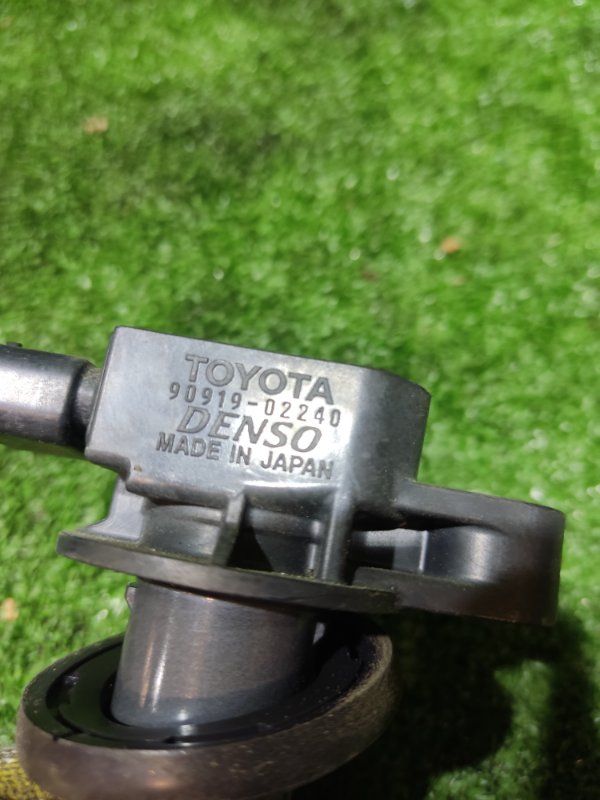 TOYOTA
90919-02240
DENSO
MADE IN JAPAN